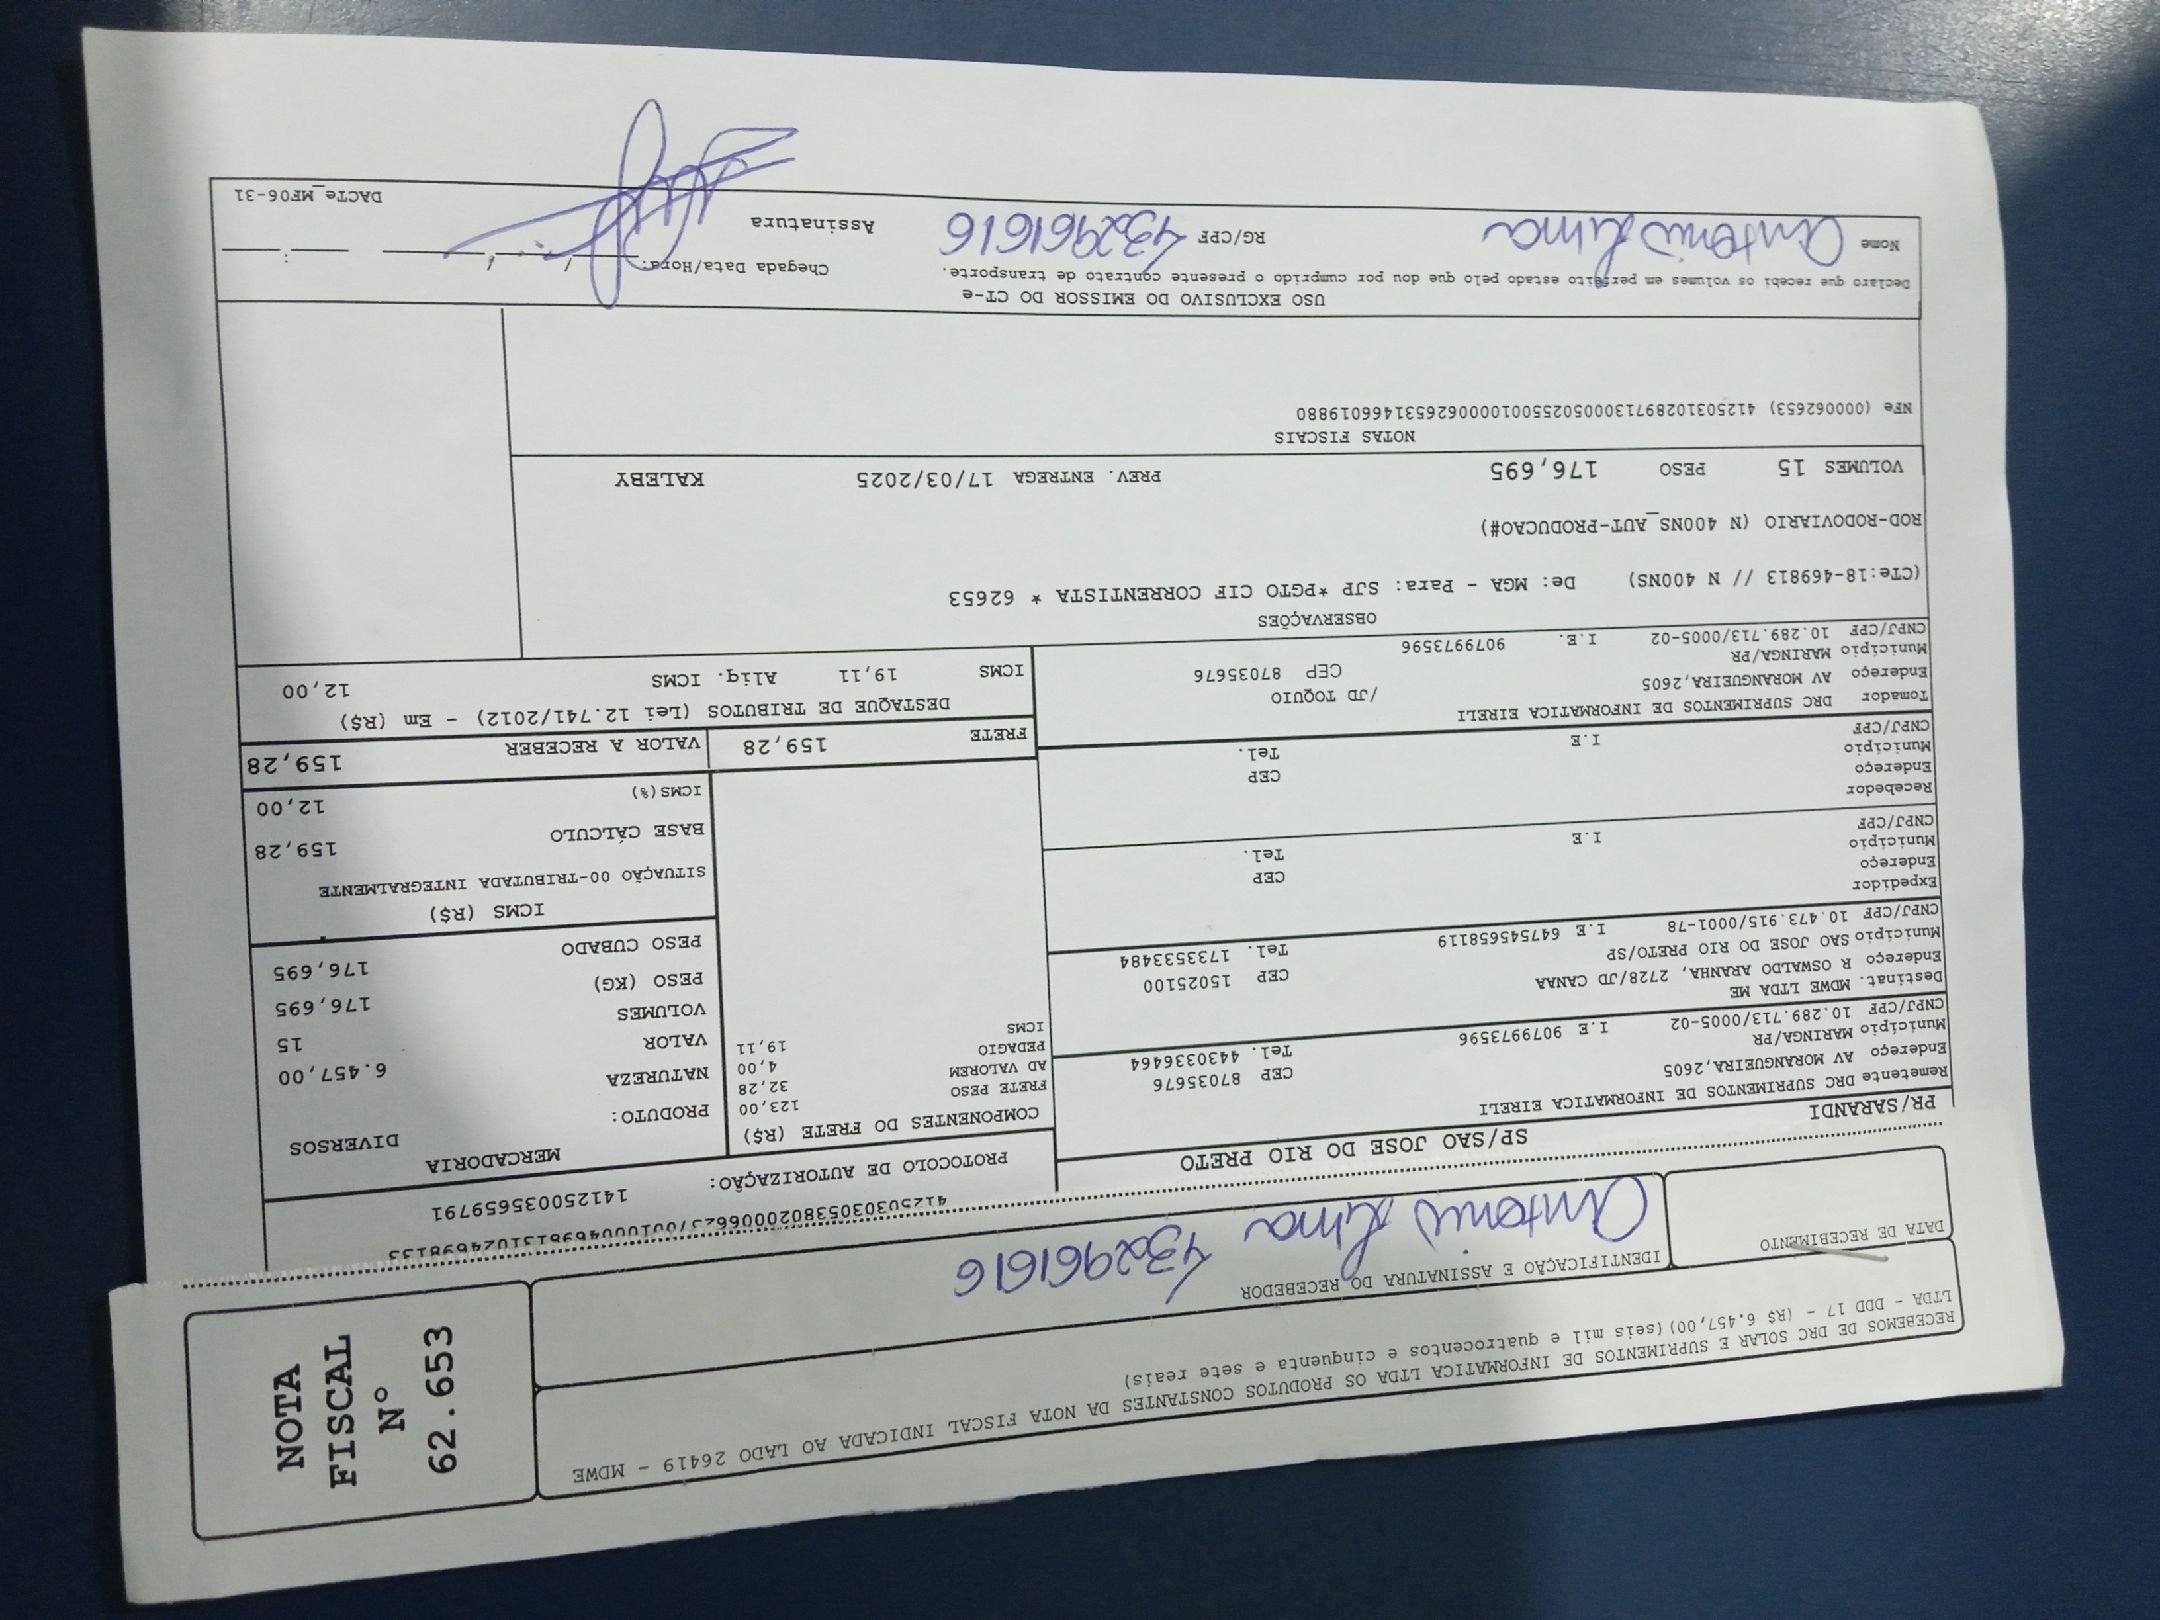 RECEBEMOS DE DRC SOLAR E SUPRIMENTOS DE INFORMATICA LTDA OS PRODUTOS CONSTANTES DA NOTA FISCAL INDICADA AO LADO 26419 - MDWE
LTDA - DDD 17 - (R$ 6.457,00)(seis mil e quatrocentos e cinquenta e sete reais)
DATA DE RECEBIMENTO
IDENTIFICAÇÃO E ASSINATURA DO RECEBEDOR
Antonio Lima 432961616
NOTA
FISCAL
Nº
62.653
PR/SARANDI
SP/SAO JOSE DO RIO PRETO
PROTOCOLO DE AUTORIZAÇÃO: 141250035659791
Remetente DRC SUPRIMENTOS DE INFORMATICA EIRELI
Endereço AV MORANGUEIRA,2605 CEP 87035676
Município MARINGA/PR Tel. 4430336464
CNPJ/CPF 10.289.713/0005-02 I.E 9079973596
Destinat. MDWE LTDA ME
Endereço R OSWALDO ARANHA, 2728/JD CANAA CEP 15025100
Município SAO JOSE DO RIO PRETO/SP Tel. 1733533484
CNPJ/CPF 10.473.915/0001-78 I.E 647545658119
Expedidor
Endereço CEP
Município Tel.
CNPJ/CPF I.E
Recebedor
Endereço CEP
Município Tel.
CNPJ/CPF I.E
Tomador DRC SUPRIMENTOS DE INFORMATICA EIRELI
Endereço AV MORANGUEIRA,2605 /JD TOQUIO
Município MARINGA/PR CEP 87035676
CNPJ/CPF 10.289.713/0005-02 I.E. 9079973596
COMPONENTES DO FRETE (R$)
FRETE PESO 123,00
AD VALOREM 32,28
PEDAGIO 4,00
ICMS 19,11
FRETE 159,28
MERCADORIA
PRODUTO: DIVERSOS
NATUREZA
VALOR 6.457,00
VOLUMES 15
PESO (KG) 176,695
PESO CUBADO 176,695
ICMS (R$)
SITUAÇÃO 00-TRIBUTADA INTEGRALMENTE
BASE CÁLCULO 159,28
ICMS(%) 12,00
VALOR A RECEBER 159,28
DESTAQUE DE TRIBUTOS (Lei 12.741/2012) - Em (R$)
ICMS 19,11 Aliq. ICMS 12,00
OBSERVAÇÕES
(CTe:18-469813 // N 400NS) De: MGA - Para: SJP *PGTO CIF CORRENTISTA * 62653
ROD-RODOVIARIO (N 400NS_AUT-PRODUCAO#)
VOLUMES 15 PESO 176,695 PREV. ENTREGA 17/03/2025 KALEBY
NOTAS FISCAIS
NFe (00062653) 41250310289713000502550010000626531466019880
USO EXCLUSIVO DO EMISSOR DO CT-e
Declaro que recebi os volumes em perfeito estado pelo que dou por cumprido o presente contrato de transporte.
Chegada Data/Hora: / / :
Nome Antonio Lima RG/CPF 432961616 Assinatura
DACTe_MF06-31